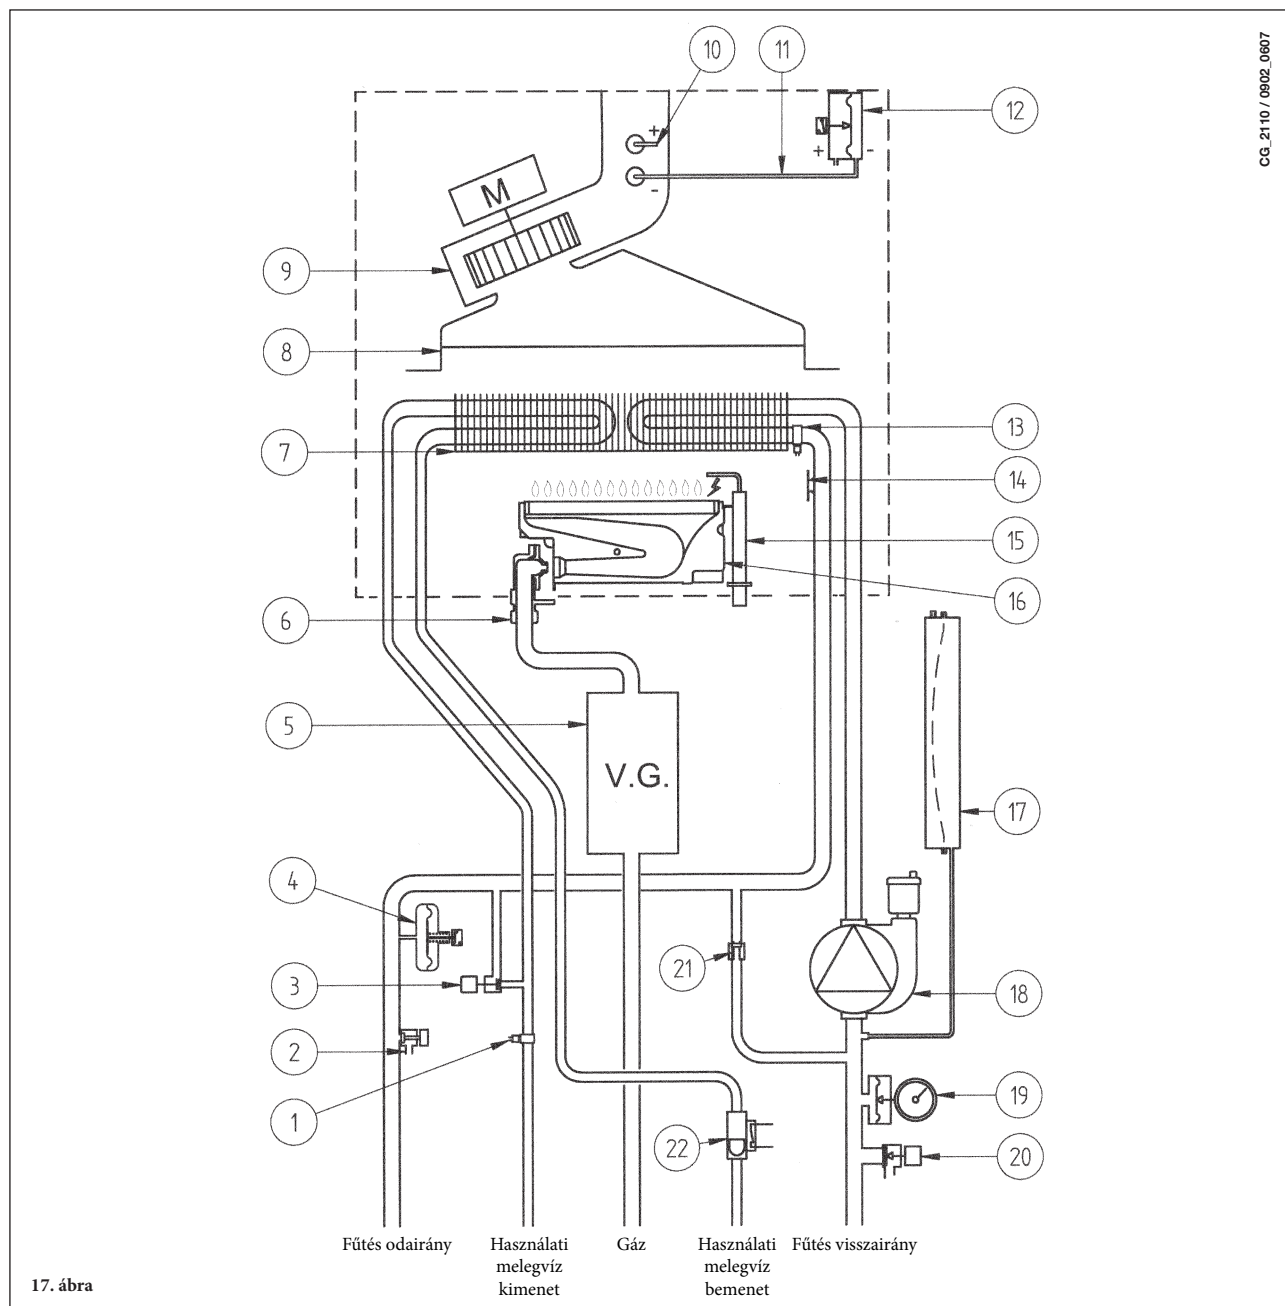 CG_2110 / 0902_0607
10
11
12
+
-
+ -
M
9
8
13
7
14
15
16
6
5
V.G.
17
4
21
3
18
2
1
19
22
20
Fűtés odairány
Használati
melegvíz
kimenet
Gáz
Használati
melegvíz
bemenet
Fűtés visszairány
17. ábra